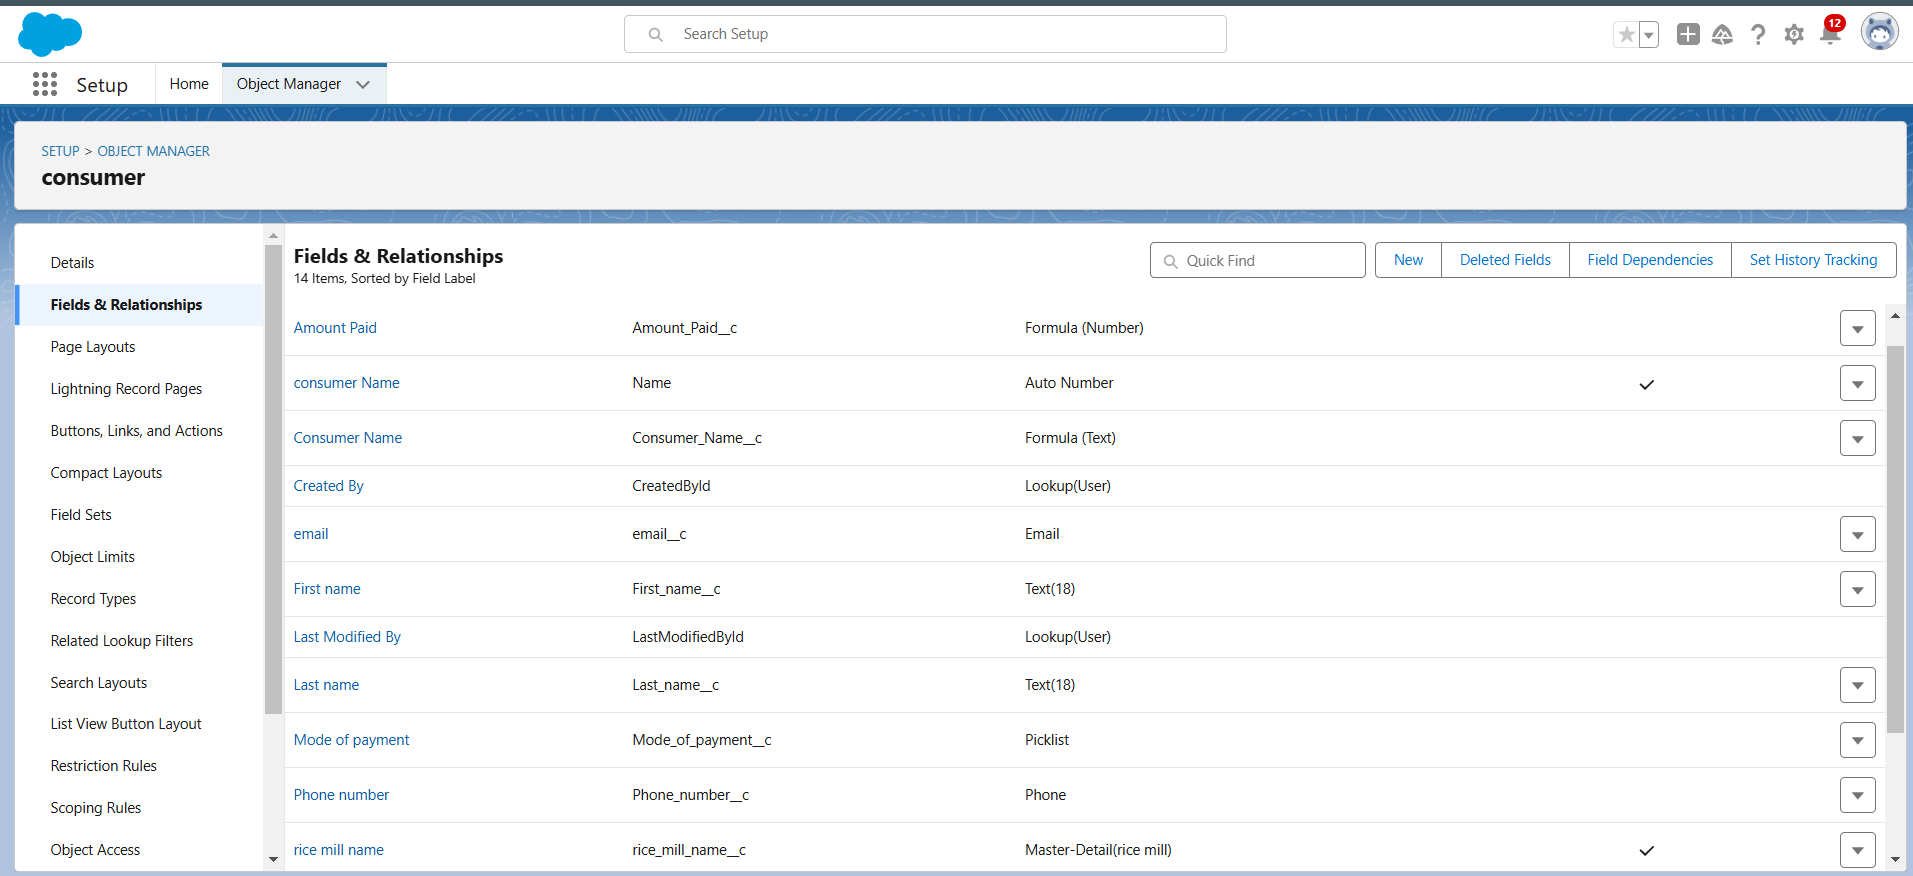 Search Setup
12
Setup
Home
Object Manager
SETUP > OBJECT MANAGER
consumer
Details
Fields & Relationships
Page Layouts
Lightning Record Pages
Buttons, Links, and Actions
Compact Layouts
Field Sets
Object Limits
Record Types
Related Lookup Filters
Search Layouts
List View Button Layout
Restriction Rules
Scoping Rules
Object Access
Fields & Relationships
14 Items, Sorted by Field Label
Quick Find
New
Deleted Fields
Field Dependencies
Set History Tracking
Amount Paid Amount_Paid__c Formula (Number)
consumer Name Name Auto Number
Consumer Name Consumer_Name__c Formula (Text)
Created By CreatedById Lookup(User)
email email__c Email
First name First_name__c Text(18)
Last Modified By LastModifiedById Lookup(User)
Last name Last_name__c Text(18)
Mode of payment Mode_of_payment__c Picklist
Phone number Phone_number__c Phone
rice mill name rice_mill_name__c Master-Detail(rice mill)